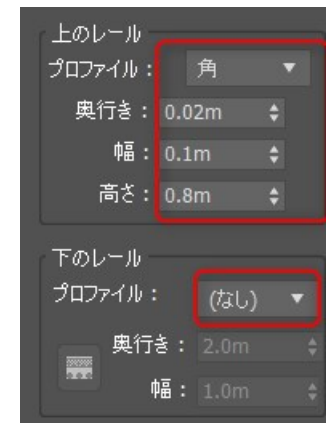 上のレール
プロファイル： 角
奥行き： 0.02m
幅： 0.1m
高さ： 0.8m
下のレール
プロファイル： (なし)
奥行き： 2.0m
幅： 1.0m